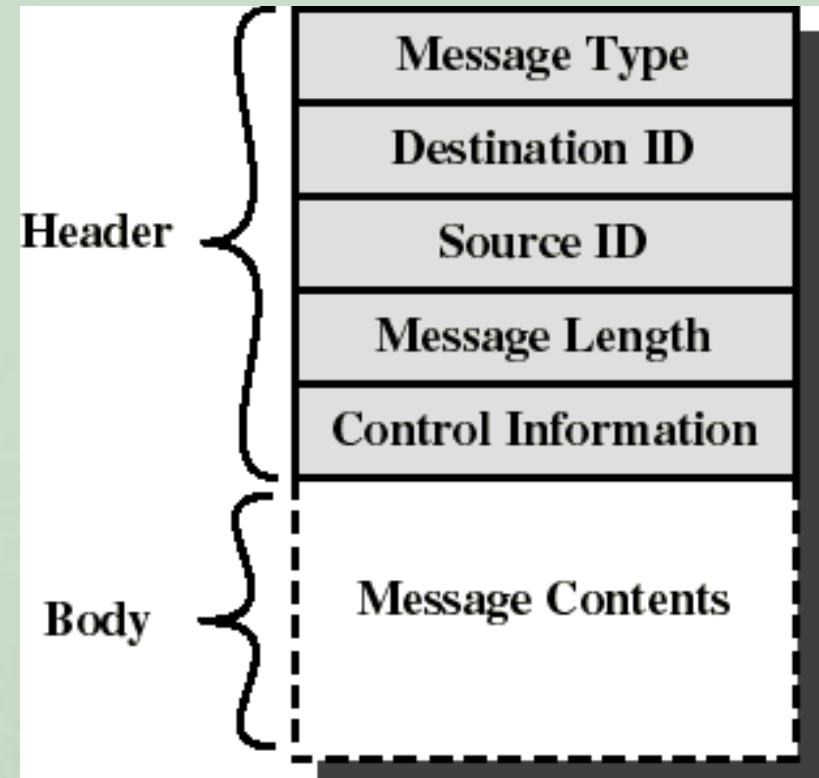 Message Type
Destination ID
Source ID
Header
Message Length
Control Information
Message Contents
Body